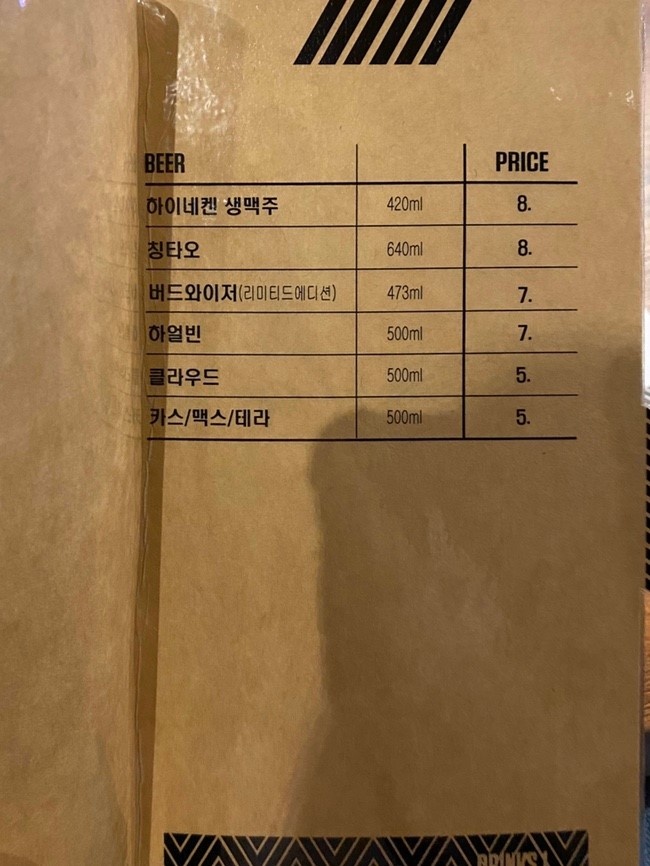 BEER PRICE
하이네켄 생맥주 420ml 8.
칭타오 640ml 8.
버드와이저(리미티드에디션) 473ml 7.
하얼빈 500ml 7.
클라우드 500ml 5.
카스/맥스/테라 500ml 5.
DRINKS